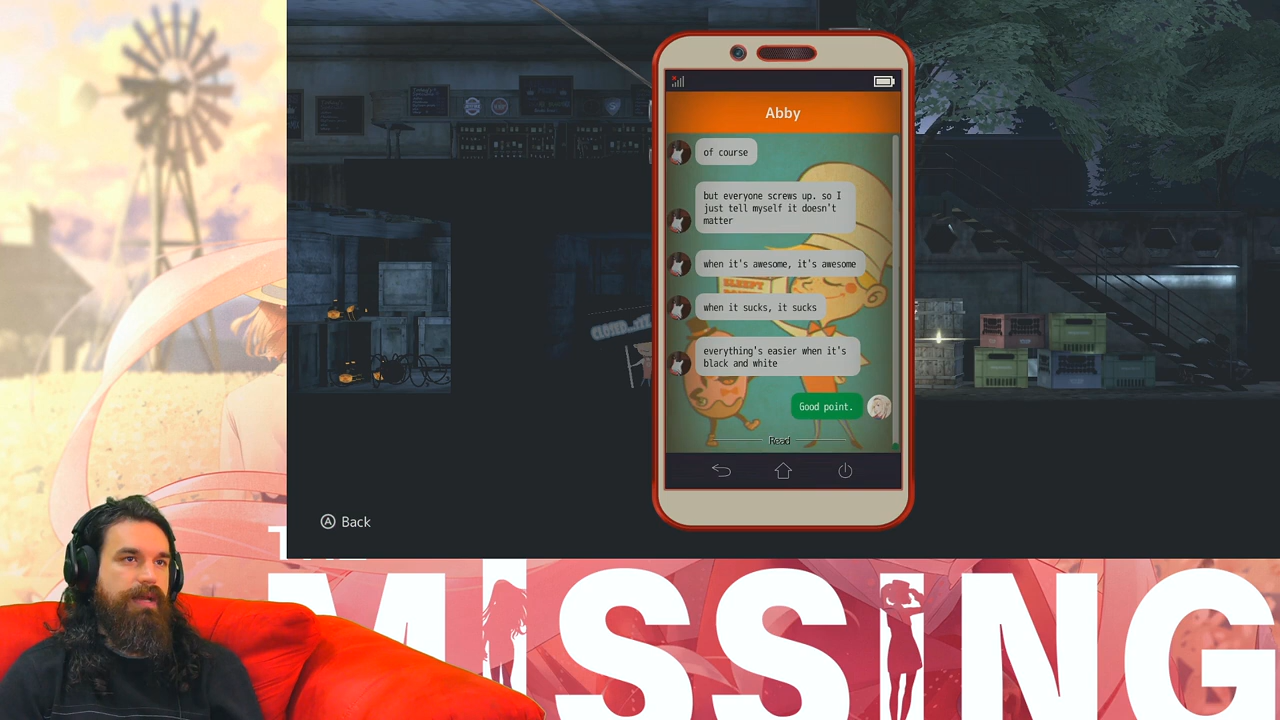 Abby
of course
but everyone screws up. so I
just tell myself it doesn't
matter
when it's awesome, it's awesome
when it sucks, it sucks
everything's easier when it's
black and white
Good point.
Read
SLEEPY
A Back
MISSING